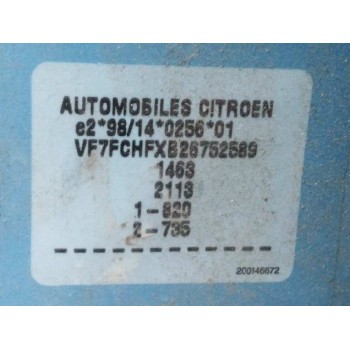 AUTOMOBILES CITROEN
e2*98/14*0256*01
VF7FCHFXB26752589
1463
2113
1-820
2-735
200146672